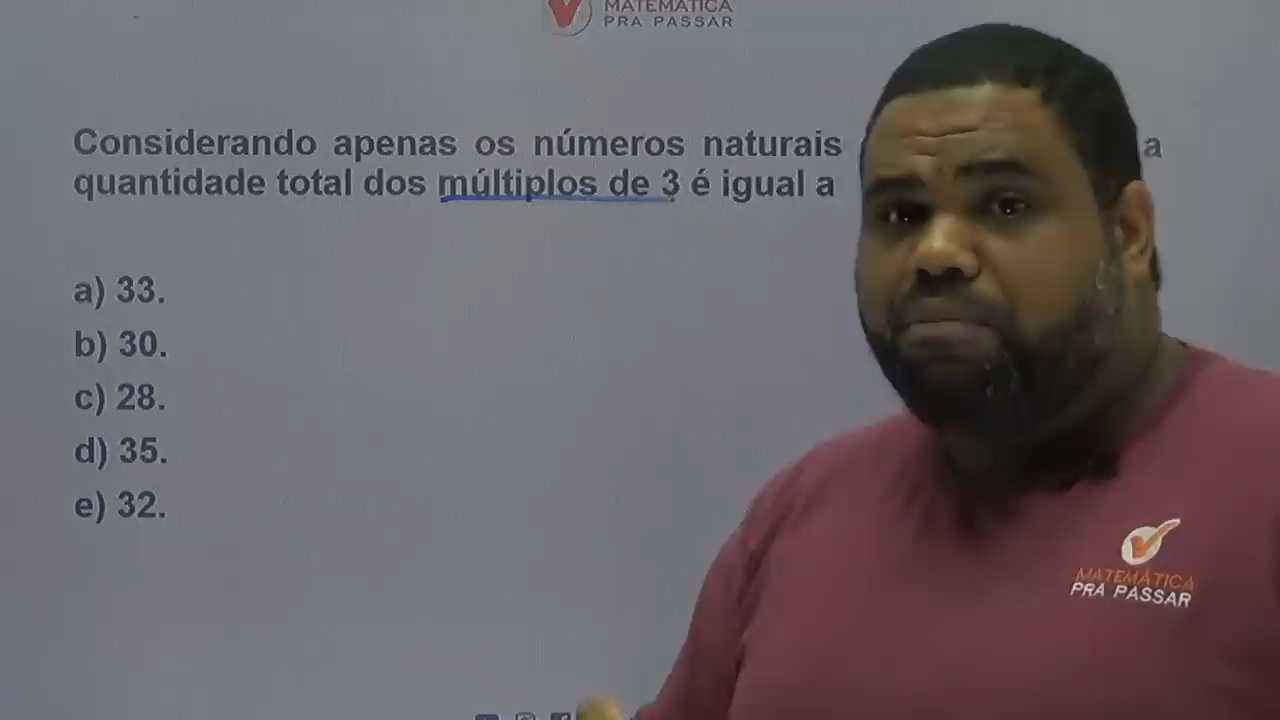 MATEMÁTICA
PRA PASSAR
Considerando apenas os números naturais a
quantidade total dos múltiplos de 3 é igual a
a) 33.
b) 30.
c) 28.
d) 35.
e) 32.
MATEMÁTICA
PRA PASSAR